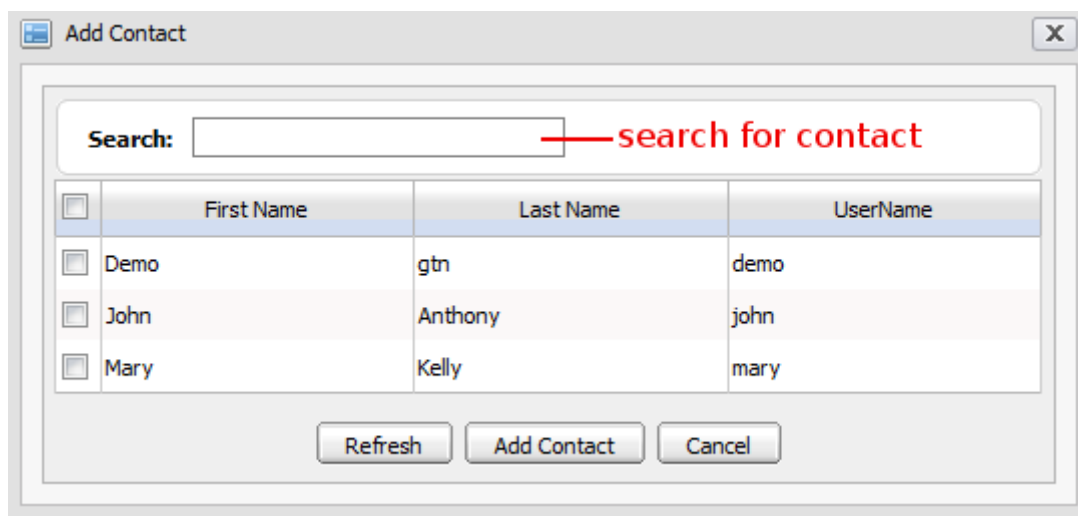 Add Contact
Search: search for contact
First Name Last Name UserName
Demo gtn demo
John Anthony john
Mary Kelly mary
Refresh Add Contact Cancel